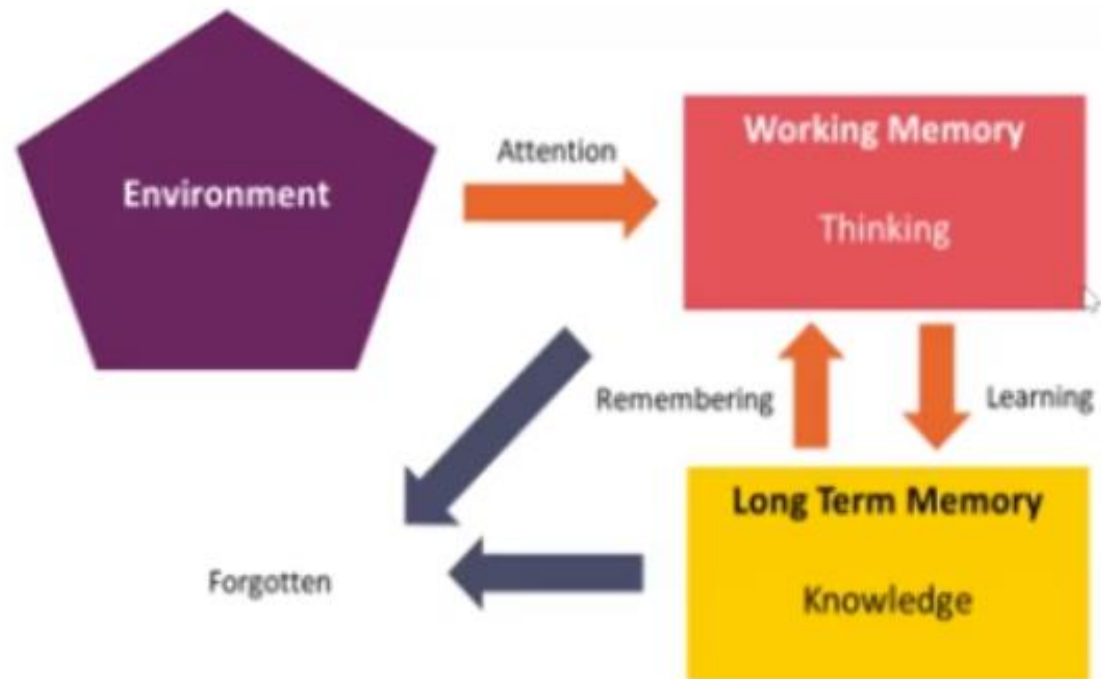 Environment
Attention
Working Memory
Thinking
Remembering
Learning
Long Term Memory
Knowledge
Forgotten